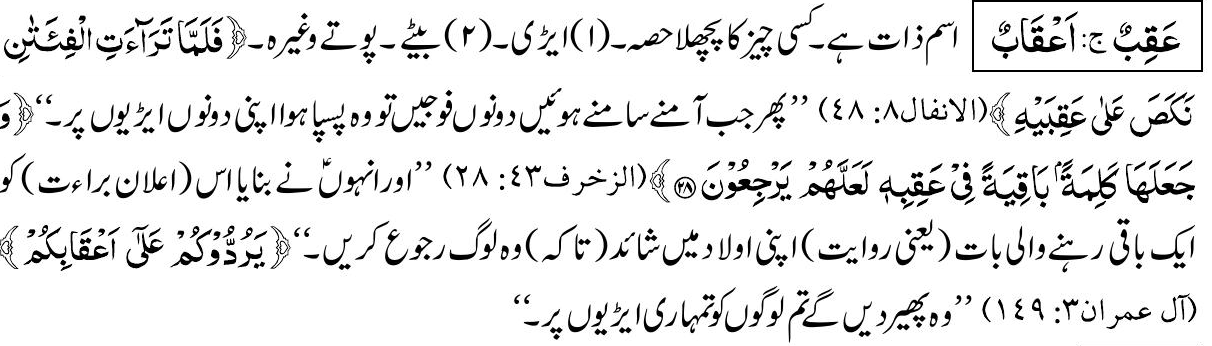 عَقِبٌ ج: اَعْقَابٌ اسم ذات ہے۔ کسی چیز کا پچھلا حصہ۔ (۱) ایڑی۔ (۲) بیٹے۔ پوتے وغیرہ۔ ﴿فَلَمَّا تَرَآءَتِ الْفِئَتٰنِ
نَكَصَ عَلٰى عَقِبَيْهِ﴾ (الانفال۸: ۴۸) ’’پھر جب آمنے سامنے ہوئیں دونوں فوجیں تو وہ پسپا ہوا اپنی دونوں ایڑیوں پر۔‘‘ ﴿وَ
جَعَلَهَا كَلِمَةًۢ بَاقِيَةً فِيْ عَقِبِهٖ لَعَلَّهُمْ يَرْجِعُوْنَ ۝۲۸﴾ (الزخرف۴۳: ۲۸) ’’اور انہوںؑ نے بنایا اس (اعلان براءت) کو
ایک باقی رہنے والی بات (یعنی روایت) اپنی اولاد میں شائد (تاکہ) وہ لوگ رجوع کریں۔‘‘ ﴿يَرُدُّوْكُمْ عَلٰٓى اَعْقَابِكُمْ﴾
(آل عمران۳: ۱۴۹) ’’وہ پھیر دیں گے تم لوگوں کو تمہاری ایڑیوں پر۔‘‘